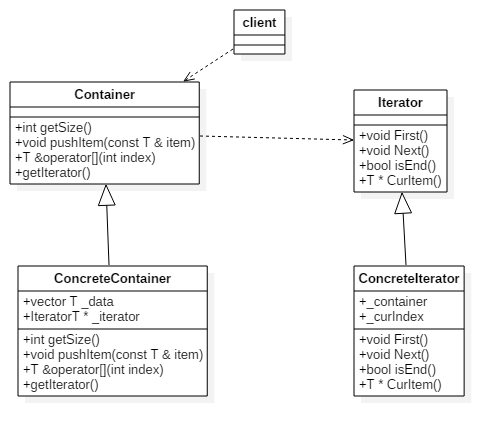 client
Container
+int getSize()
+void pushItem(const T & item)
+T &operator[](int index)
+getIterator()
Iterator
+void First()
+void Next()
+bool isEnd()
+T * CurItem()
ConcreteContainer
+vector T _data
+IteratorT * _iterator
+int getSize()
+void pushItem(const T & item)
+T &operator[](int index)
+getIterator()
ConcreteIterator
+_container
+_curIndex
+void First()
+void Next()
+bool isEnd()
+T * CurItem()